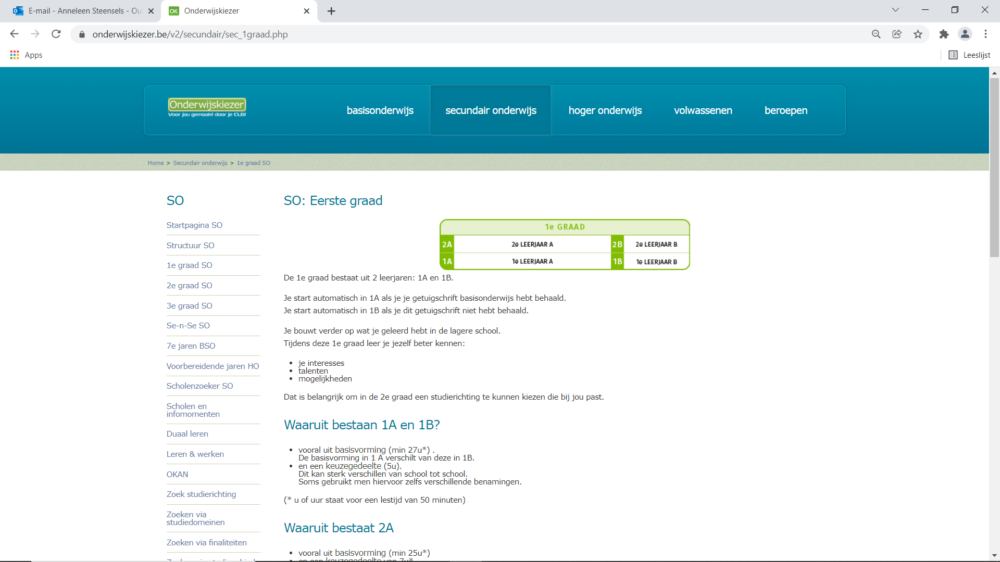 E-mail - Anneleen Steensels - Ou
Onderwijskiezer
onderwijskiezer.be/v2/secundair/sec_1graad.php
Apps
Leeslijst
Onderwijskiezer
Voor jou gemaakt door je CLB!
basisonderwijs
secundair onderwijs
hoger onderwijs
volwassenen
beroepen
Home > Secundair onderwijs > 1e graad SO
SO
Startpagina SO
Structuur SO
1e graad SO
2e graad SO
3e graad SO
Se-n-Se SO
7e jaren BSO
Voorbereidende jaren HO
Scholenzoeker SO
Scholen en
infomomenten
Duaal leren
Leren & werken
OKAN
Zoek studierichting
Zoeken via
studiedomeinen
Zoeken via finaliteiten
SO: Eerste graad
1e GRAAD
2A 2e LEERJAAR A 2B 2e LEERJAAR B
1A 1e LEERJAAR A 1B 1e LEERJAAR B
De 1e graad bestaat uit 2 leerjaren: 1A en 1B.
Je start automatisch in 1A als je je getuigschrift basisonderwijs hebt behaald.
Je start automatisch in 1B als je dit getuigschrift niet hebt behaald.
Je bouwt verder op wat je geleerd hebt in de lagere school.
Tijdens deze 1e graad leer je jezelf beter kennen:
• je interesses
• talenten
• mogelijkheden
Dat is belangrijk om in de 2e graad een studierichting te kunnen kiezen die bij jou past.
Waaruit bestaan 1A en 1B?
• vooral uit basisvorming (min 27u*) .
De basisvorming in 1 A verschilt van deze in 1B.
• en een keuzegedeelte (5u).
Dit kan sterk verschillen van school tot school.
Soms gebruikt men hiervoor zelfs verschillende benamingen.
(* u of uur staat voor een lestijd van 50 minuten)
Waaruit bestaat 2A
• vooral uit basisvorming (min 25u*)
• en een keuzegedeelte van 7u*